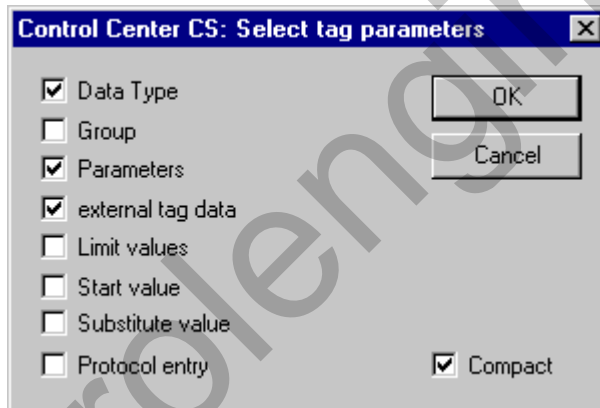 Control Center CS: Select tag parameters
Data Type
OK
Group
Cancel
Parameters
external tag data
Limit values
Start value
Substitute value
Protocol entry
Compact